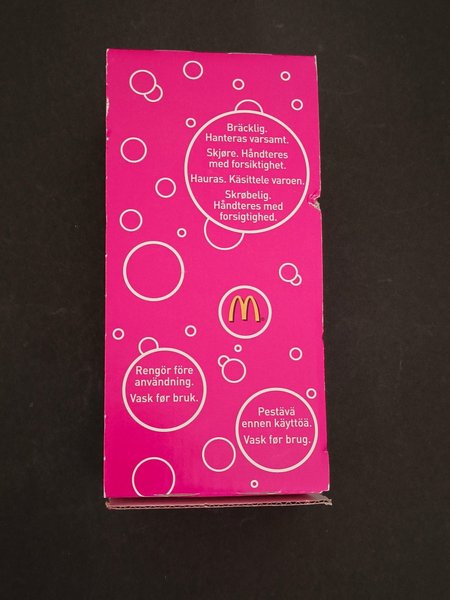 Bräcklig.
Hanteras varsamt.
Skjøre. Håndteres
med forsiktighet.
Hauras. Käsittele varoen.
Skrøbelig.
Håndteres med
forsigtighed.
M
Rengör före
användning.
Vask før bruk.
Pestävä
ennen käyttöä.
Vask før brug.